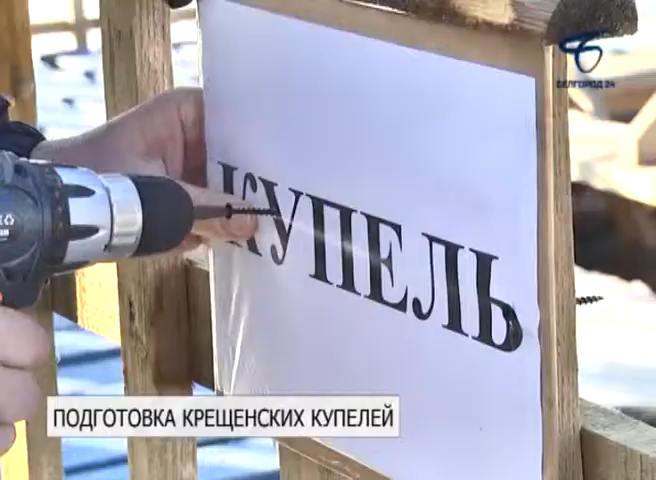 БЕЛГОРОД 24
КУПЕЛЬ
ПОДГОТОВКА КРЕЩЕНСКИХ КУПЕЛЕЙ